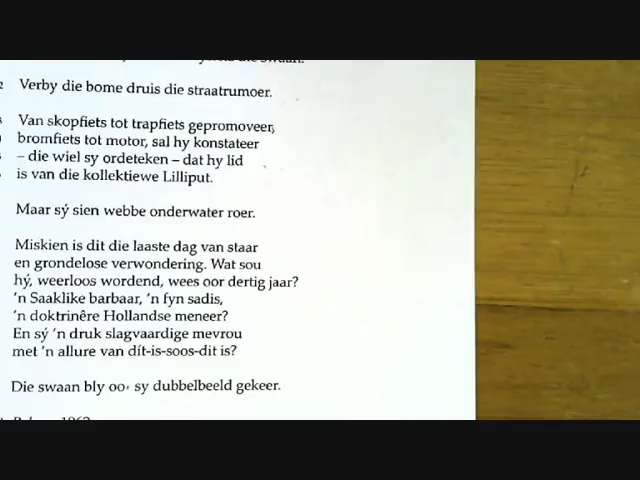 die swaan.
Verby die bome druis die straatrumoer.
Van skopfiets tot trapfiets gepromoveer,
bromfiets tot motor, sal hy konstateer
– die wiel sy ordeteken – dat hy lid
is van die kollektiewe Lilliput.
Maar sý sien webbe onderwater roer.
Miskien is dit die laaste dag van staar
en grondelose verwondering. Wat sou
hý, weerloos wordend, wees oor dertig jaar?
'n Saaklike barbaar, 'n fyn sadis,
'n doktrinêre Hollandse meneer?
En sý 'n druk slagvaardige mevrou
met 'n allure van dít-is-soos-dit is?
Die swaan bly oor sy dubbelbeeld gekeer.